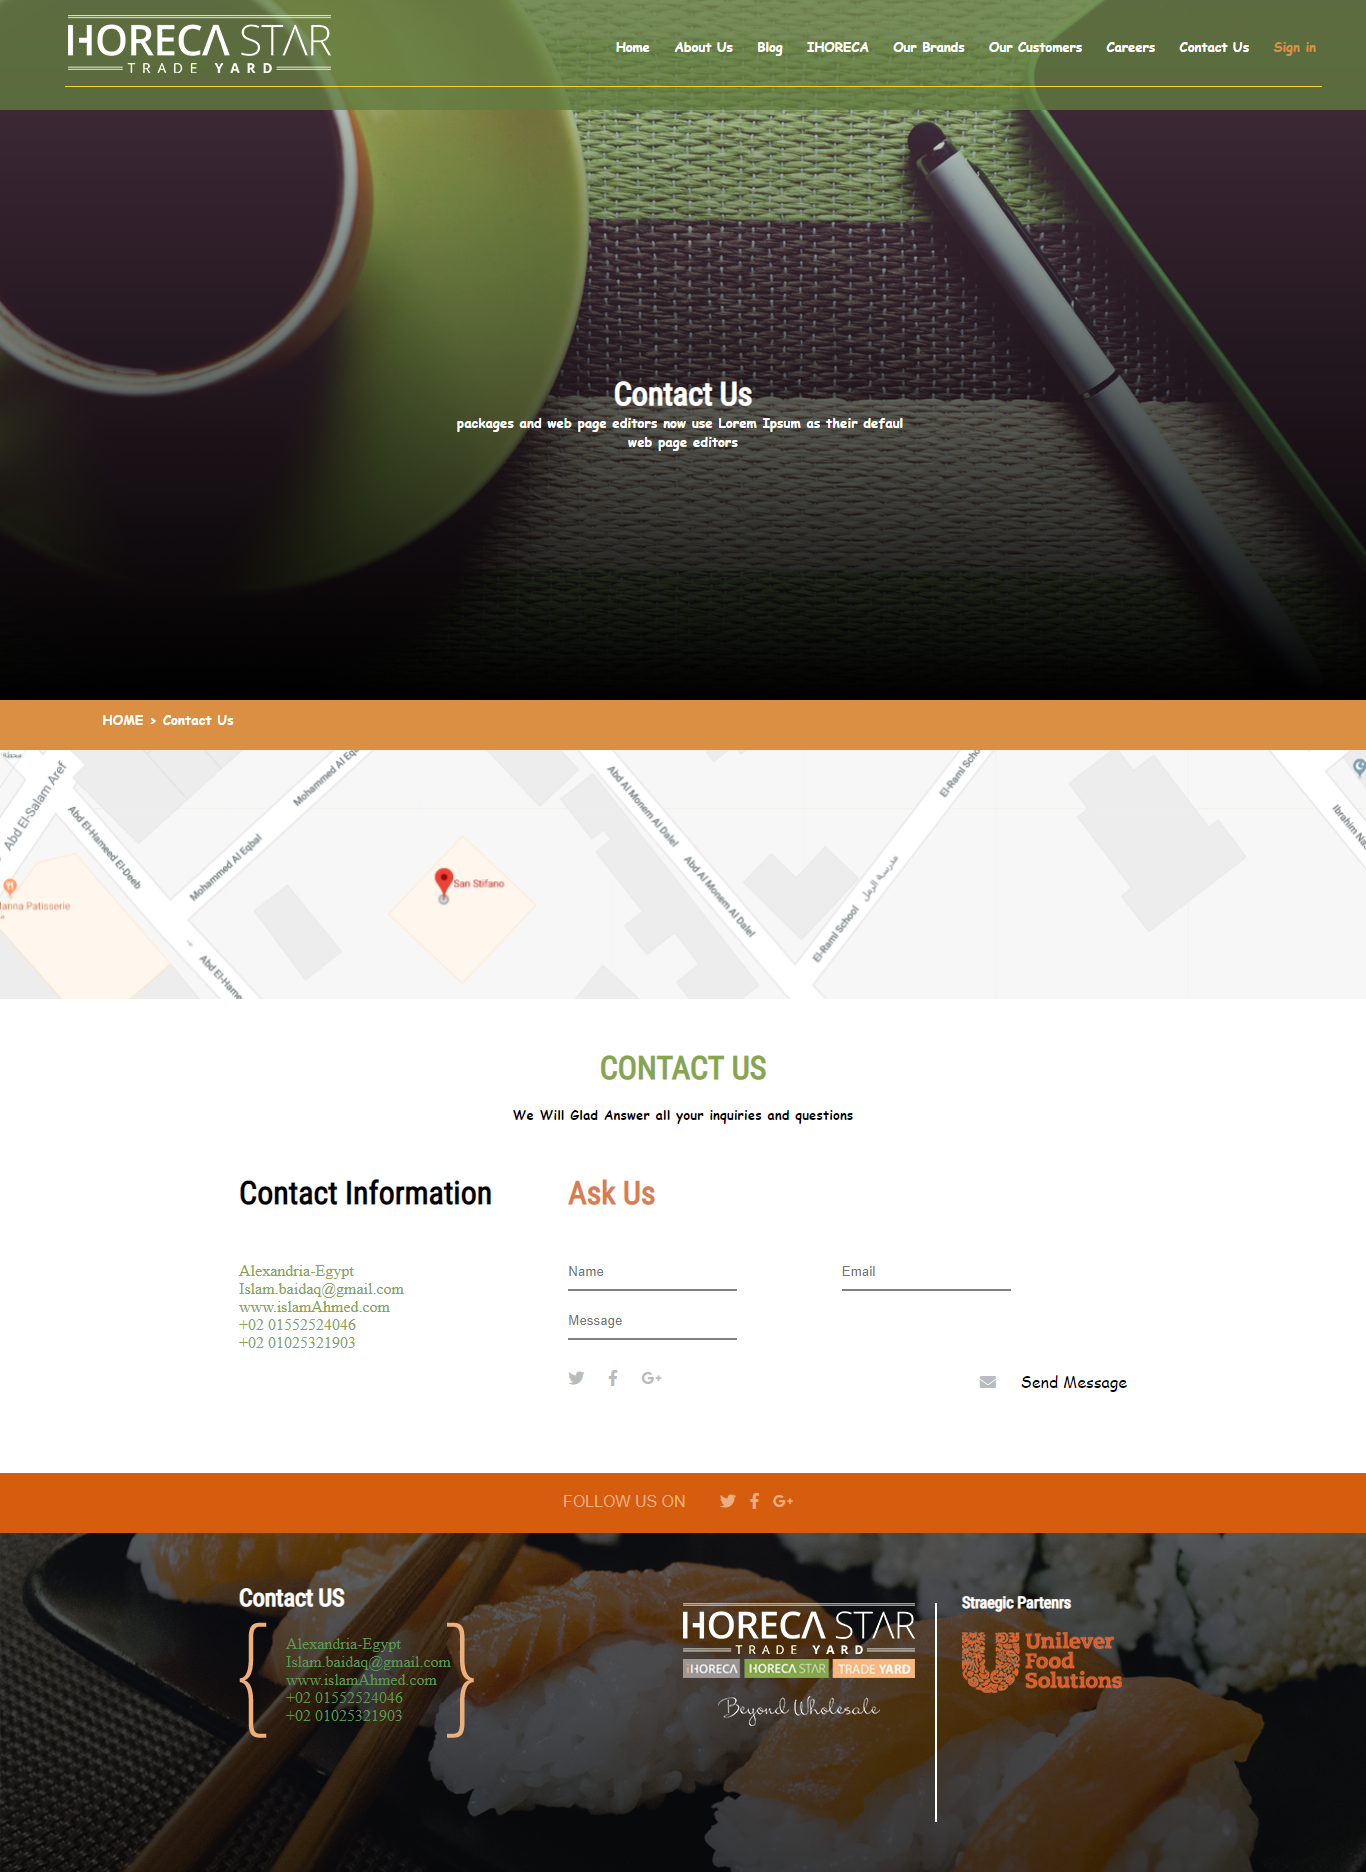 HORECA STAR
TRADE YARD
Home About Us Blog IHORECA Our Brands Our Customers Careers Contact Us Sign in
Contact Us
packages and web page editors now use Lorem Ipsum as their defaul
web page editors
HOME > Contact Us
Abd El-Salam Aref
Abd El-Hameed El-Deeb
Mohammed Al Eqbal
Mohammed Al Eq
Abd Al Monem Al Dalel
Abd Al Monem Al Dalel
El-Rami Scho
El-Rami School
مدرسة الرمل
Ibrahim Na
San Stifano
anna Patisserie
Abd El-Hame
CONTACT US
We Will Glad Answer all your inquiries and questions
Contact Information
Ask Us
Alexandria-Egypt
Islam.baidaq@gmail.com
www.islamAhmed.com
+02 01552524046
+02 01025321903
Name
Email
Message
G+
Send Message
FOLLOW US ON
G+
Contact US
Alexandria-Egypt
Islam.baidaq@gmail.com
www.islamAhmed.com
+02 01552524046
+02 01025321903
HORECA STAR
TRADE YARD
iHORECA HORECA STAR TRADE YARD
Beyond Wholesale
Straegic Partenrs
Unilever
Food
Solutions